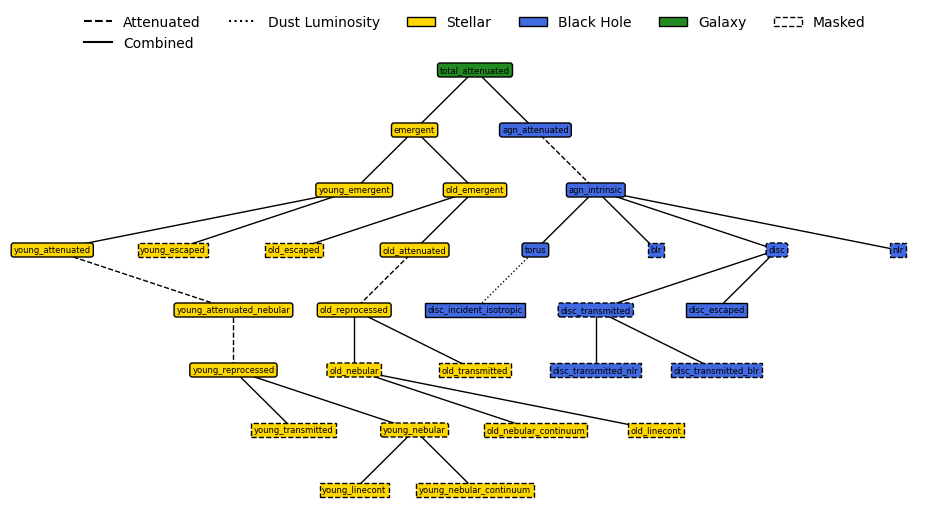 Attenuated
Dust Luminosity
Stellar
Black Hole
Galaxy
Masked
Combined
total_attenuated
emergent
agn_attenuated
young_emergent
old_emergent
agn_intrinsic
young_attenuated
young_escaped
old_escaped
old_attenuated
torus
blr
disc
nlr
young_attenuated_nebular
old_reprocessed
disc_incident_isotropic
disc_transmitted
disc_escaped
young_reprocessed
old_nebular
old_transmitted
disc_transmitted_nlr
disc_transmitted_blr
young_transmitted
young_nebular
old_nebular_continuum
old_linecont
young_linecont
young_nebular_continuum